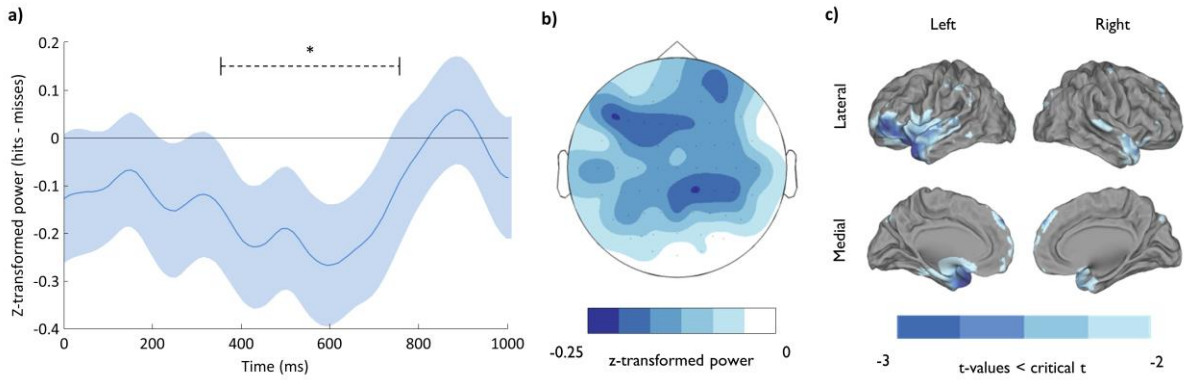 a)
Z-transformed power (hits - misses)
0.2
0.1
0
-0.1
-0.2
-0.3
-0.4
*
0
200
400
600
800
1000
Time (ms)
b)
-0.25
0
z-transformed power
c)
Left
Right
Lateral
Medial
-3
-2
t-values < critical t